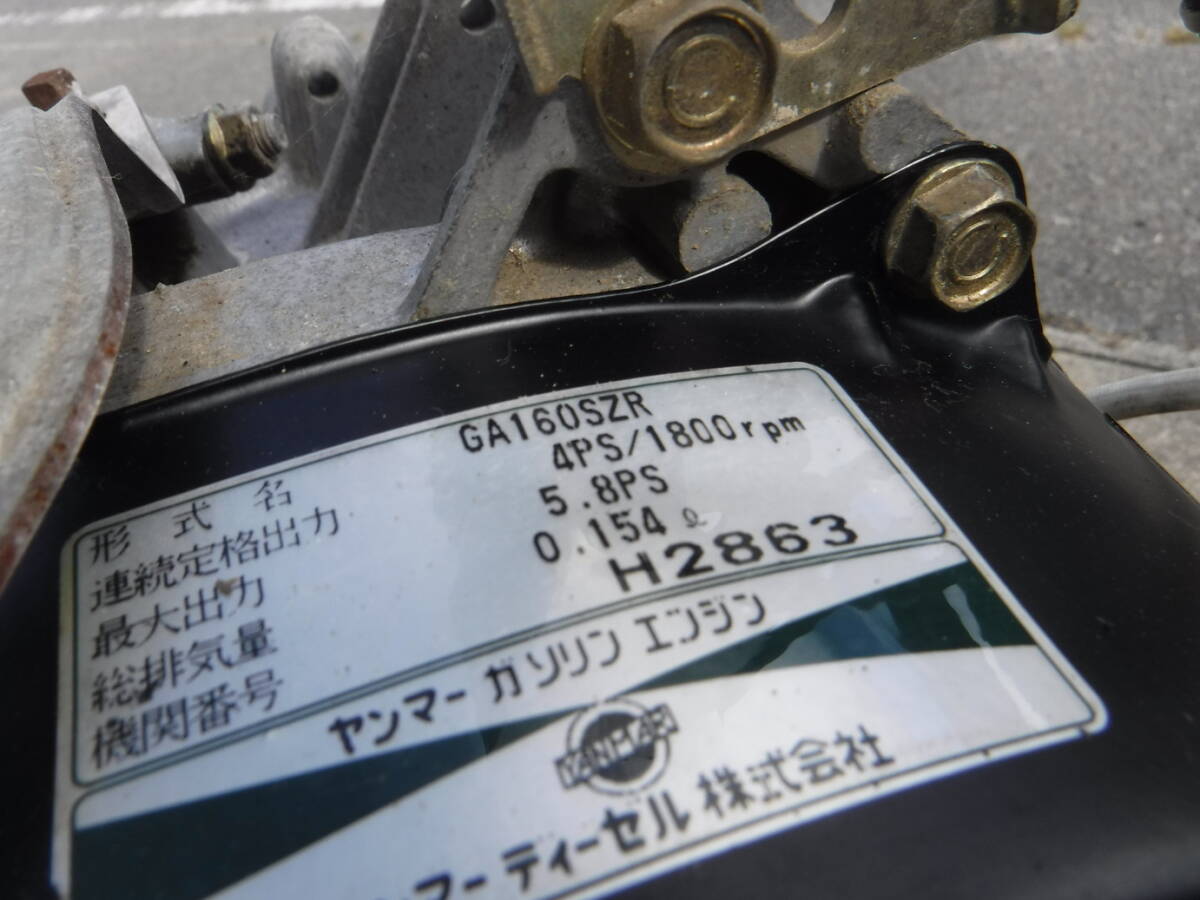 形式名 GA160SZR
連続定格出力 4PS/1800rpm
最大出力 5.8PS
総排気量 0.154ℓ
機関番号 H2863
ヤンマーガソリンエンジン
YANMAR
マーディーゼル株式会社